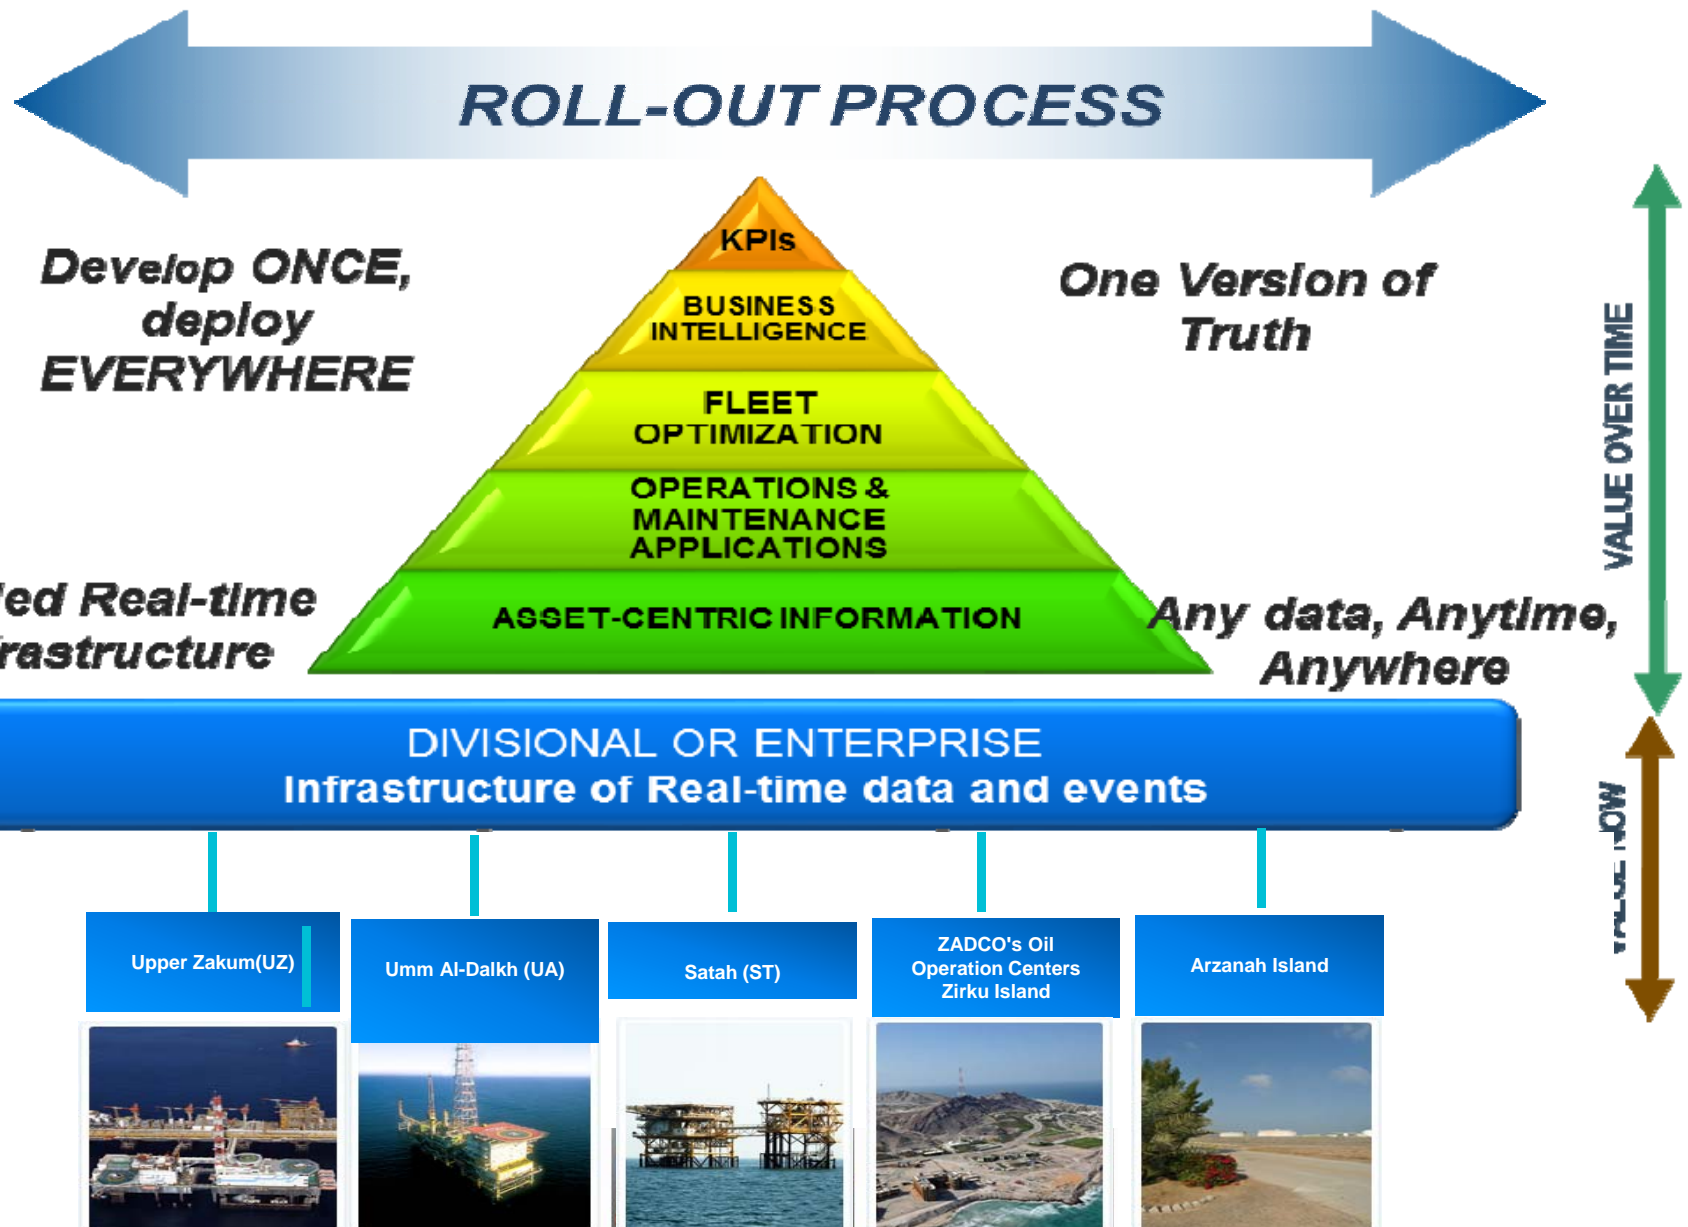 ROLL-OUT PROCESS
Develop ONCE,
deploy
EVERYWHERE
KPIs
BUSINESS
INTELLIGENCE
FLEET
OPTIMIZATION
OPERATIONS &
MAINTENANCE
APPLICATIONS
ASSET-CENTRIC INFORMATION
One Version of
Truth
Real-time
Any data, Anytime,
Anywhere
VALUE OVER TIME
VALUE NOW
DIVISIONAL OR ENTERPRISE
Infrastructure of Real-time data and events
Upper Zakum(UZ)
Umm Al-Dalkh (UA)
Satah (ST)
ZADCO's Oil
Operation Centers
Zirku Island
Arzanah Island